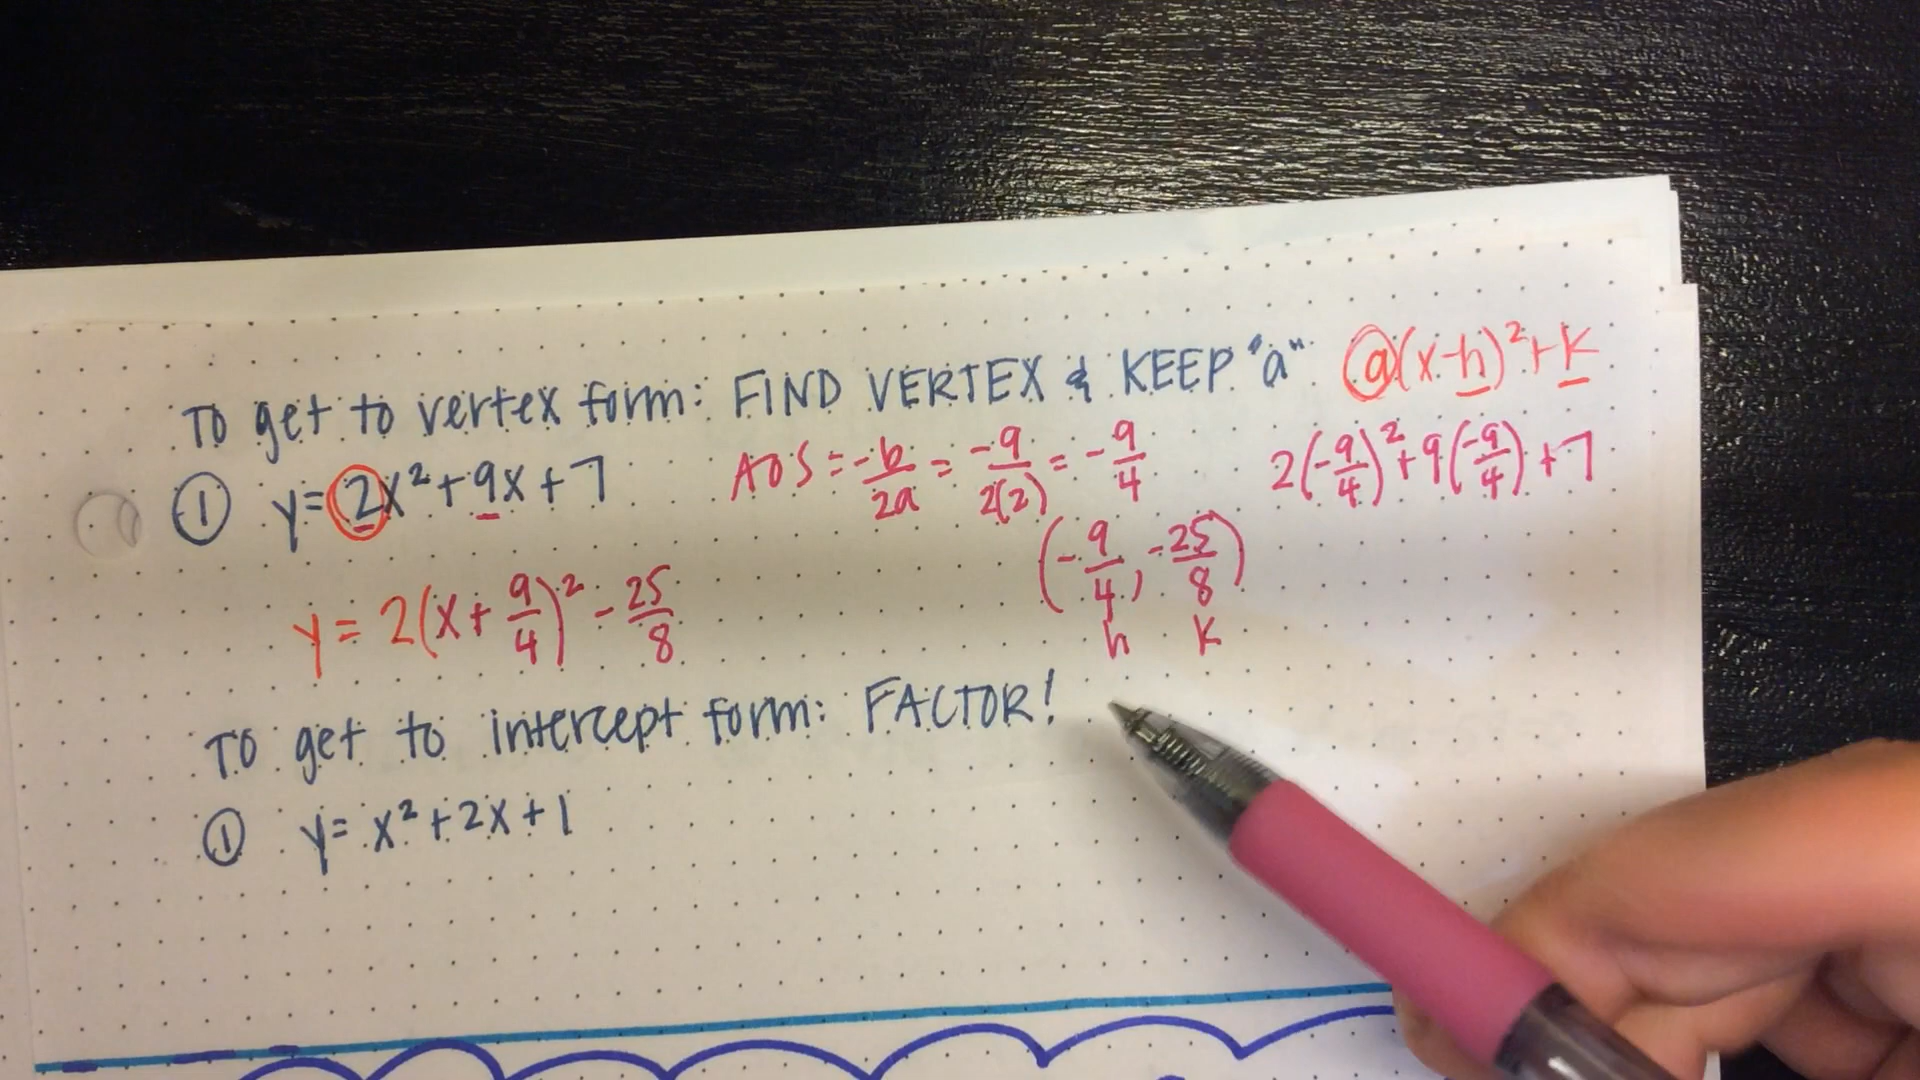 To get to vertex form: FIND VERTEX & KEEP "a" a(x-h)²+k
① y=2x²+9x+7 AOS = -b/2a = -9/2(2) = -9/4 2(-9/4)²+9(-9/4)+7
(-9/4, -25/8)
h k
y = 2(x+9/4)² - 25/8
To get to intercept form: FACTOR!
① y= x²+2x+1